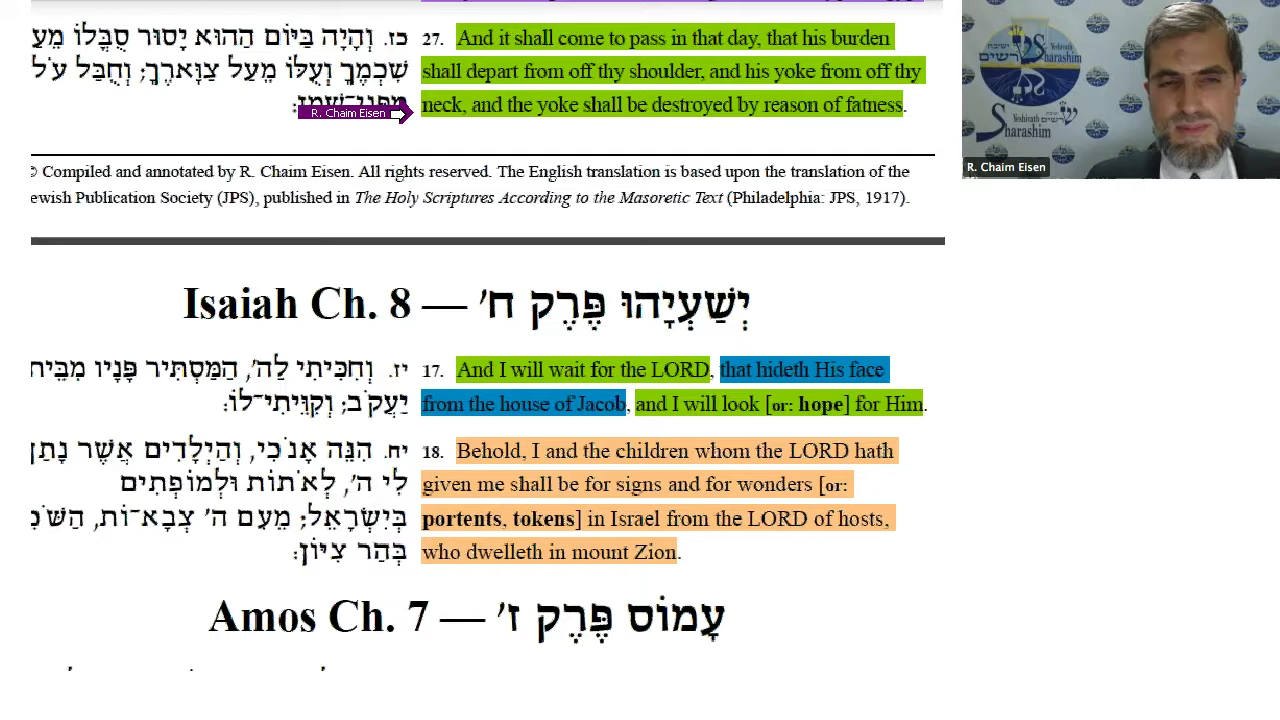 כז. וְהָיָה בַּיּוֹם הַהוּא יָסוּר סֻבֳּלוֹ מֵעַ
שִׁכְמֶךָ וְעֻלּוֹ מֵעַל צַוָּארֶךָ; וְחֻבַּל עֹל
מִפְּנֵי־שָׁמֶן:
R. Chaim Eisen
27. And it shall come to pass in that day, that his burden
shall depart from off thy shoulder, and his yoke from off thy
neck, and the yoke shall be destroyed by reason of fatness.
© Compiled and annotated by R. Chaim Eisen. All rights reserved. The English translation is based upon the translation of the
ewish Publication Society (JPS), published in The Holy Scriptures According to the Masoretic Text (Philadelphia: JPS, 1917).
Isaiah Ch. 8 — יְשַׁעְיָהוּ פֶּרֶק ח׳
יז. וְחִכִּיתִי לַה׳, הַמַּסְתִּיר פָּנָיו מִבֵּית
יַעֲקֹב; וְקִוֵּיתִי־לוֹ:
17. And I will wait for the LORD, that hideth His face
from the house of Jacob, and I will look [or: hope] for Him.
יח. הִנֵּה אָנֹכִי, וְהַיְלָדִים אֲשֶׁר נָתַן
לִי ה׳, לְאֹתוֹת וּלְמוֹפְתִים
בְּיִשְׂרָאֵל; מֵעִם ה׳ צְבָא־וֹת, הַשֹּׁכֵ
בְּהַר צִיּוֹן:
18. Behold, I and the children whom the LORD hath
given me shall be for signs and for wonders [or:
portents, tokens] in Israel from the LORD of hosts,
who dwelleth in mount Zion.
Amos Ch. 7 — עָמוֹס פֶּרֶק ז׳
ישיבת
שרשים
Yeshivath
Sharashim
R. Chaim Eisen